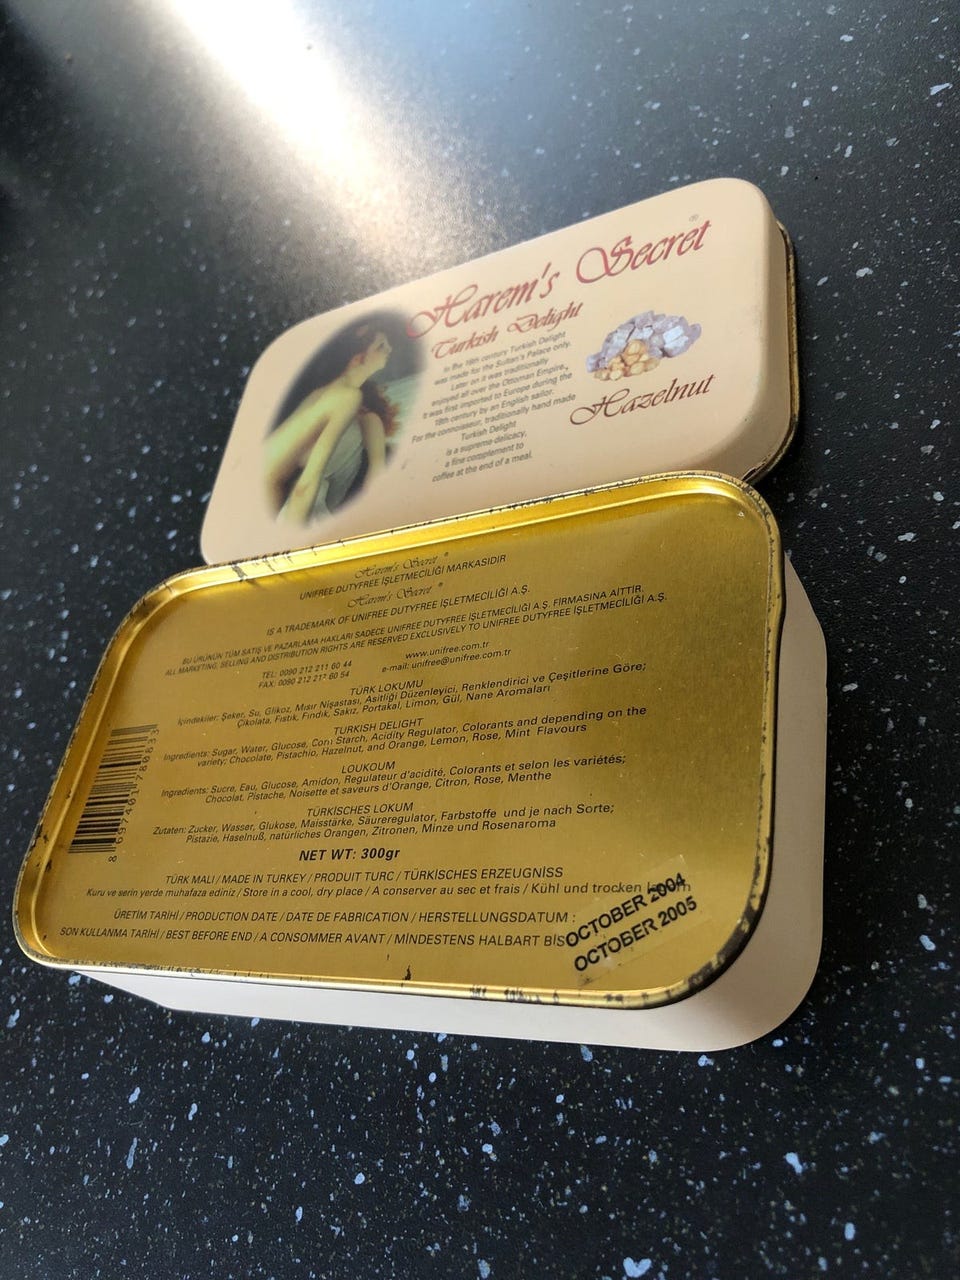 Harem's Secret ®
Turkish Delight
In the 16th century Turkish Delight
was made for the Sultan's Palace only.
Later on it was traditionally
enjoyed all over the Ottoman Empire.
It was first imported to Europe during the
18th century by an English sailor.
For the connoisseur, traditionally hand made
Turkish Delight
is a supreme delicacy,
a fine complement to
coffee at the end of a meal.
Hazelnut
Harem's Secret ®
UNIFREE DUTYFREE İŞLETMECİLİĞİ MARKASIDIR
Harem's Secret ®
IS A TRADEMARK OF UNIFREE DUTYFREE İŞLETMECİLİĞİ A.Ş.
BU ÜRÜNÜN TÜM SATIŞ VE PAZARLAMA HAKLARI SADECE UNIFREE DUTYFREE İŞLETMECİLİĞİ A.Ş. FİRMASINA AİTTİR.
ALL MARKETING, SELLING AND DISTRIBUTION RIGHTS ARE RESERVED EXCLUSIVELY TO UNIFREE DUTYFREE İŞLETMECİLİĞİ A.Ş.
TEL: 0090 212 211 60 44 www.unifree.com.tr
FAX: 0090 212 217 60 54 e-mail: unifree@unifree.com.tr
TÜRK LOKUMU
İçindekiler: Şeker, Su, Glikoz, Mısır Nişastası, Asitliği Düzenleyici, Renklendirici ve Çeşitlerine Göre;
Çikolata, Fıstık, Fındık, Sakız, Portakal, Limon, Gül, Nane Aromaları
TURKISH DELIGHT
Ingredients: Sugar, Water, Glucose, Corn Starch, Acidity Regulator, Colorants and depending on the
variety; Chocolate, Pistachio, Hazelnut, and Orange, Lemon, Rose, Mint Flavours
LOUKOUM
Ingredients: Sucre, Eau, Glucose, Amidon, Regulateur d'acidité, Colorants et selon les variétés;
Chocolat, Pistache, Noisette et saveurs d'Orange, Citron, Rose, Menthe
TÜRKİSCHES LOKUM
Zutaten: Zucker, Wasser, Glukose, Maisstärke, Säureregulator, Farbstoffe und je nach Sorte;
Pistazie, Haselnuß, natürliches Orangen, Zitronen, Minze und Rosenaroma
NET WT: 300gr
TÜRK MALI / MADE IN TURKEY / PRODUIT TURC / TÜRKİSCHES ERZEUGNİSS
Kuru ve serin yerde muhafaza ediniz / Store in a cool, dry place / A conserver au sec et frais / Kühl und trocken
ÜRETİM TARİHİ / PRODUCTION DATE / DATE DE FABRICATION / HERSTELLUNGSDATUM :
OCTOBER 2004
SON KULLANMA TARİHİ / BEST BEFORE END / A CONSOMMER AVANT / MİNDESTENS HALBART BİS
OCTOBER 2005
8 697401 780633